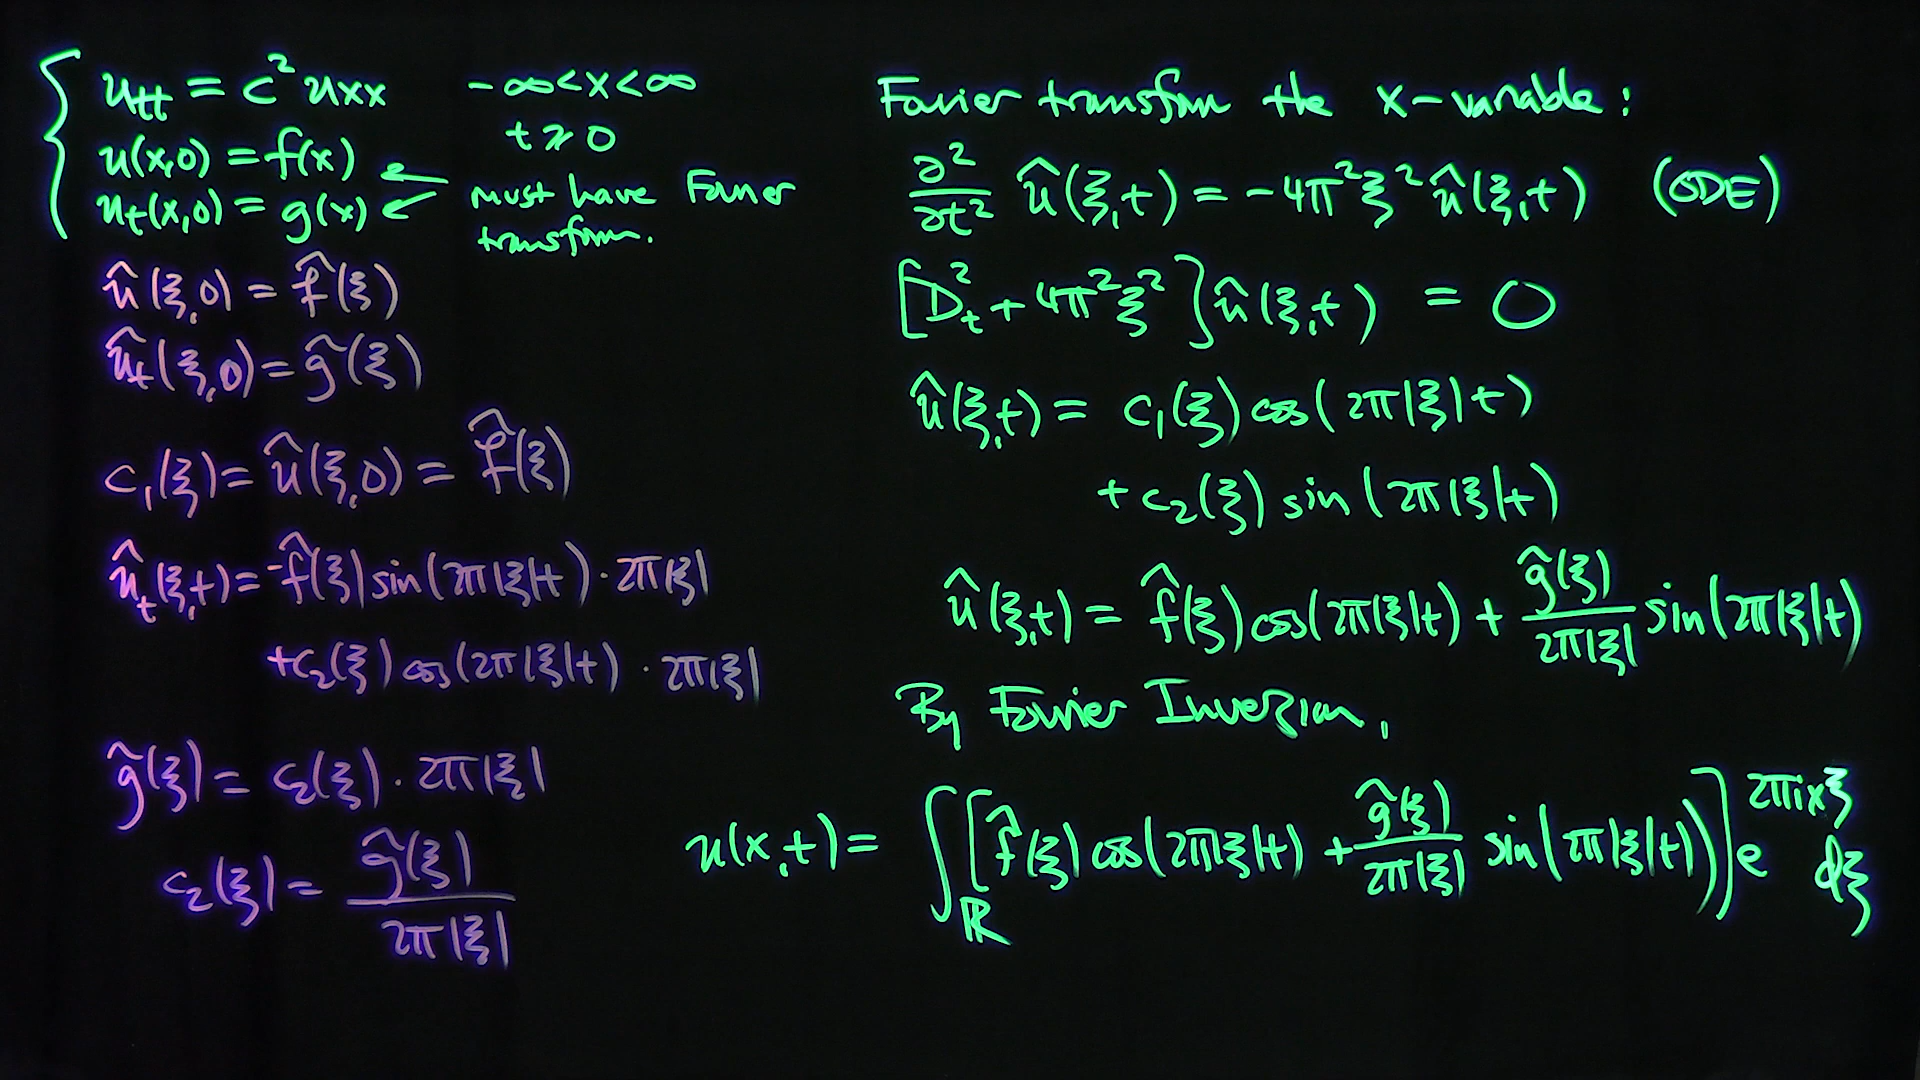 u_tt = c² u_xx    -∞ < x < ∞
t ≥ 0
u(x,0) = f(x)
u_t(x,0) = g(x)
must have Fourier
transform.
û(ξ,0) = f̂(ξ)
û_t(ξ,0) = ĝ(ξ)
c₁(ξ) = û(ξ,0) = f̂(ξ)
û_t(ξ,t) = -f̂(ξ) sin(2π|ξ|t) · 2π|ξ|
+ c₂(ξ) cos(2π|ξ|t) · 2π|ξ|
ĝ(ξ) = c₂(ξ) · 2π|ξ|
c₂(ξ) = ĝ(ξ) / 2π|ξ|
Fourier transform the x-variable:
∂²/∂t² û(ξ,t) = -4π²ξ² û(ξ,t)    (ODE)
[D_t² + 4π²ξ²] û(ξ,t) = 0
û(ξ,t) = c₁(ξ) cos(2π|ξ|t)
+ c₂(ξ) sin(2π|ξ|t)
û(ξ,t) = f̂(ξ) cos(2π|ξ|t) + ĝ(ξ)/2π|ξ| sin(2π|ξ|t)
By Fourier Inversion,
u(x,t) = ∫_ℝ [f̂(ξ) cos(2π|ξ|t) + ĝ(ξ)/2π|ξ| sin(2π|ξ|t)] e^{2πixξ} dξ